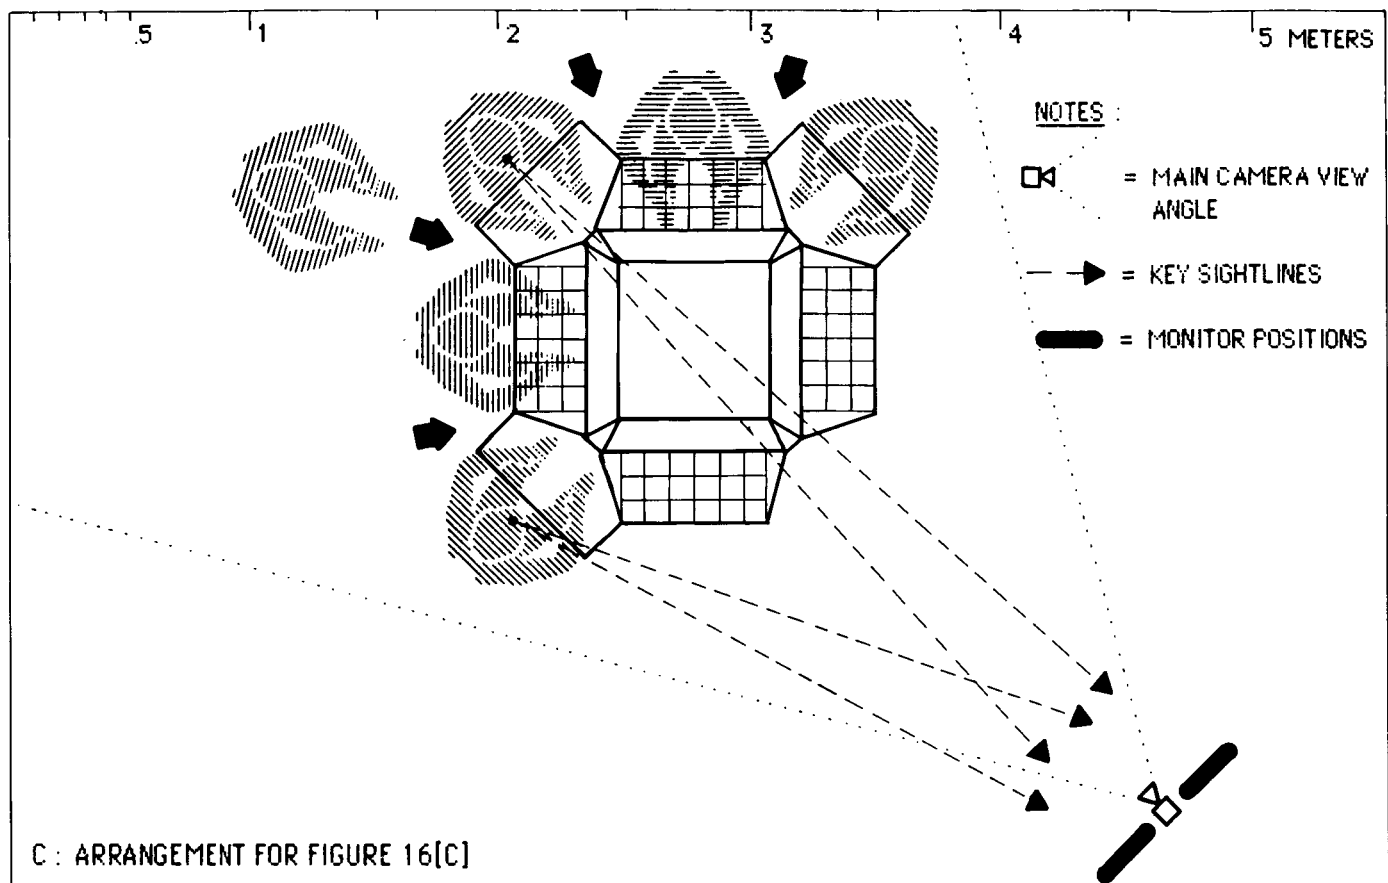 .5 1 2 3 4 5 METERS
NOTES :
= MAIN CAMERA VIEW
ANGLE
= KEY SIGHTLINES
= MONITOR POSITIONS
C : ARRANGEMENT FOR FIGURE 16[C]